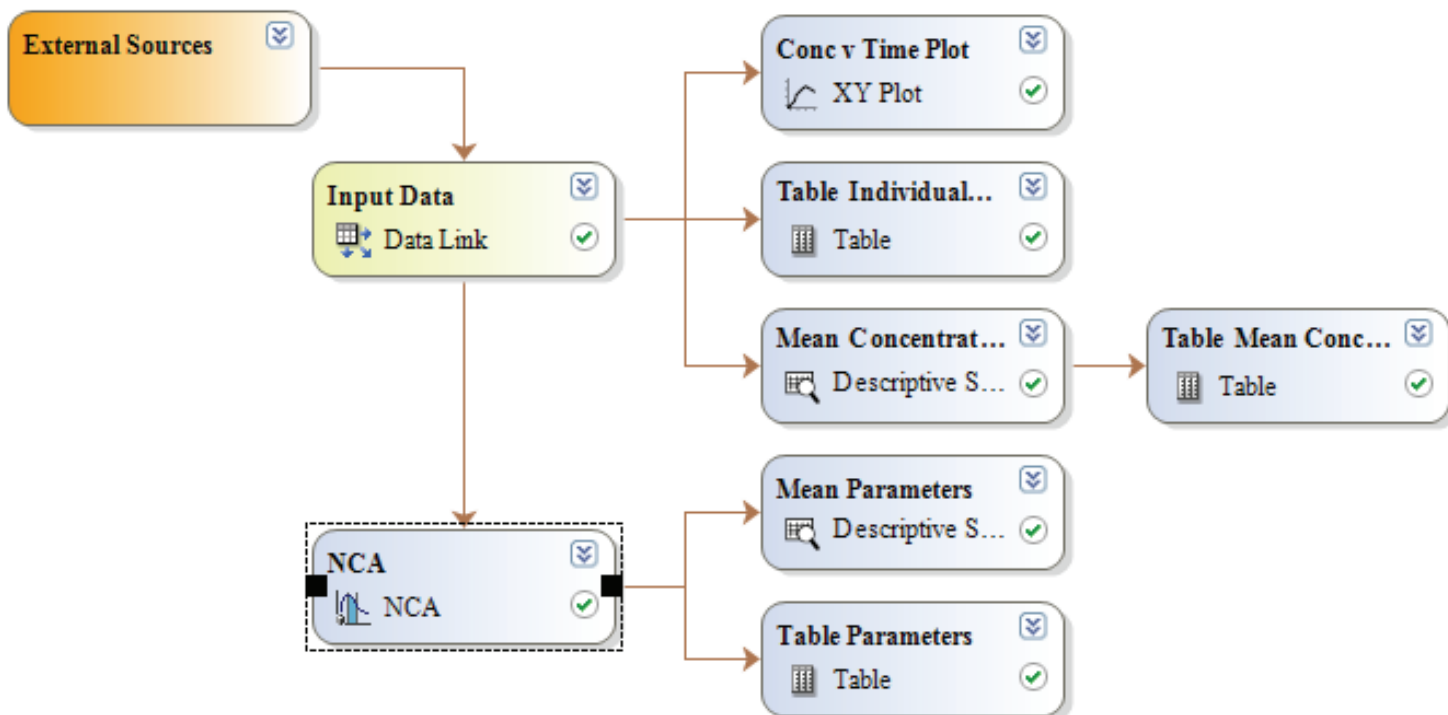 External Sources
Conc v Time Plot
XY Plot
Input Data
Data Link
Table Individual...
Table
Mean Concentrat...
Descriptive S...
Table Mean Conc...
Table
NCA
NCA
Mean Parameters
Descriptive S...
Table Parameters
Table